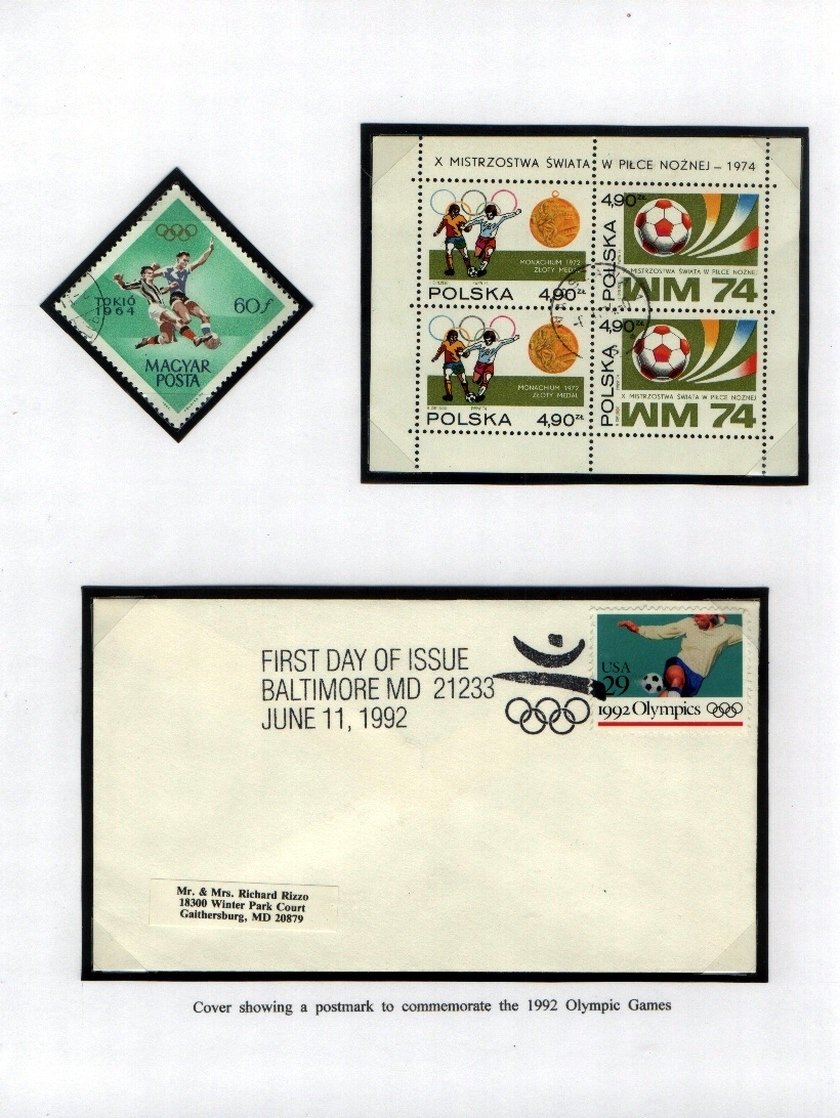 TOKIÓ
1964
60f
MAGYAR
POSTA
X MISTRZOSTWA ŚWIATA W PIŁCE NOŻNEJ – 1974
MONACHIUM 1972
ZŁOTY MEDAL
POLSKA 4,90 ZŁ
4,90 ZŁ
POLSKA
X MISTRZOSTWA ŚWIATA W PIŁCE NOŻNEJ
WM 74
MONACHIUM 1972
ZŁOTY MEDAL
POLSKA 4,90 ZŁ
4,90 ZŁ
POLSKA
X MISTRZOSTWA ŚWIATA W PIŁCE NOŻNEJ
WM 74
FIRST DAY OF ISSUE
BALTIMORE MD 21233
JUNE 11, 1992
USA
29
1992 Olympics
Mr. & Mrs. Richard Rizzo
18300 Winter Park Court
Gaithersburg, MD 20879
Cover showing a postmark to commemorate the 1992 Olympic Games